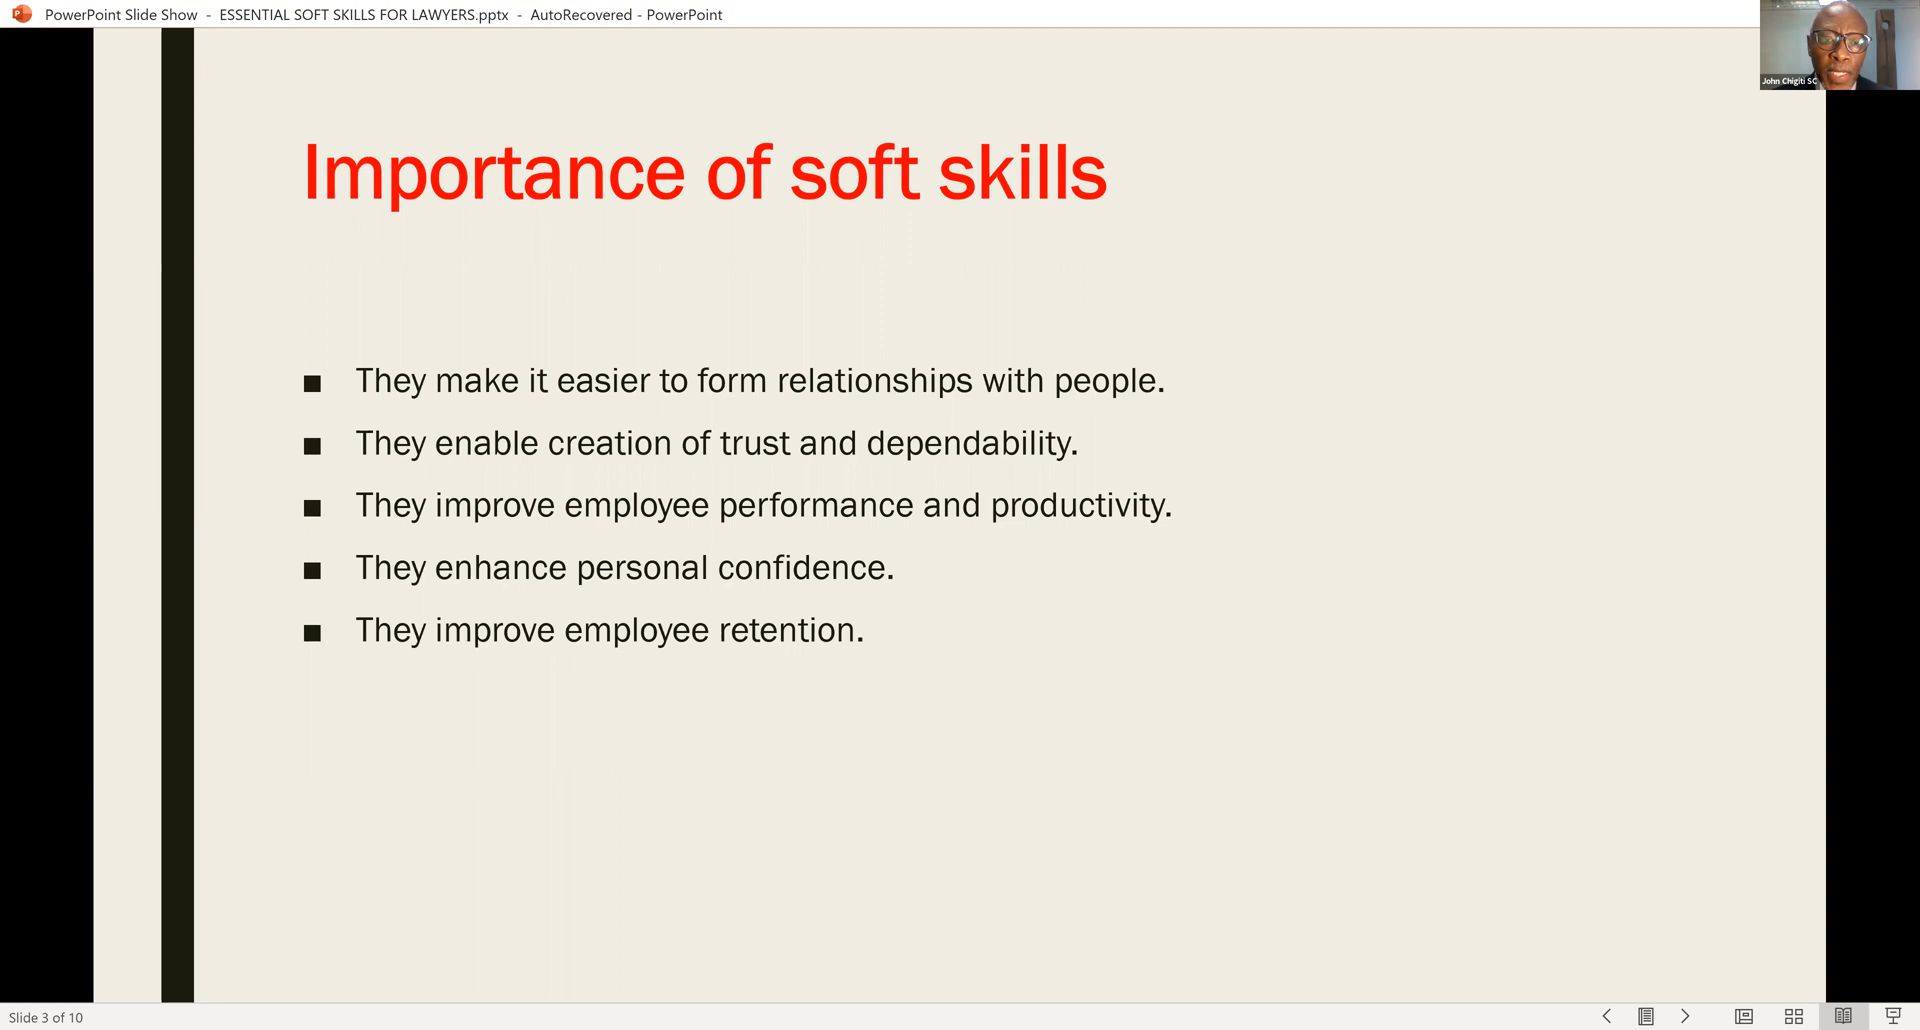 PowerPoint Slide Show - ESSENTIAL SOFT SKILLS FOR LAWYERS.pptx - AutoRecovered - PowerPoint
John Chigiti SC
Importance of soft skills
■ They make it easier to form relationships with people.
■ They enable creation of trust and dependability.
■ They improve employee performance and productivity.
■ They enhance personal confidence.
■ They improve employee retention.
Slide 3 of 10